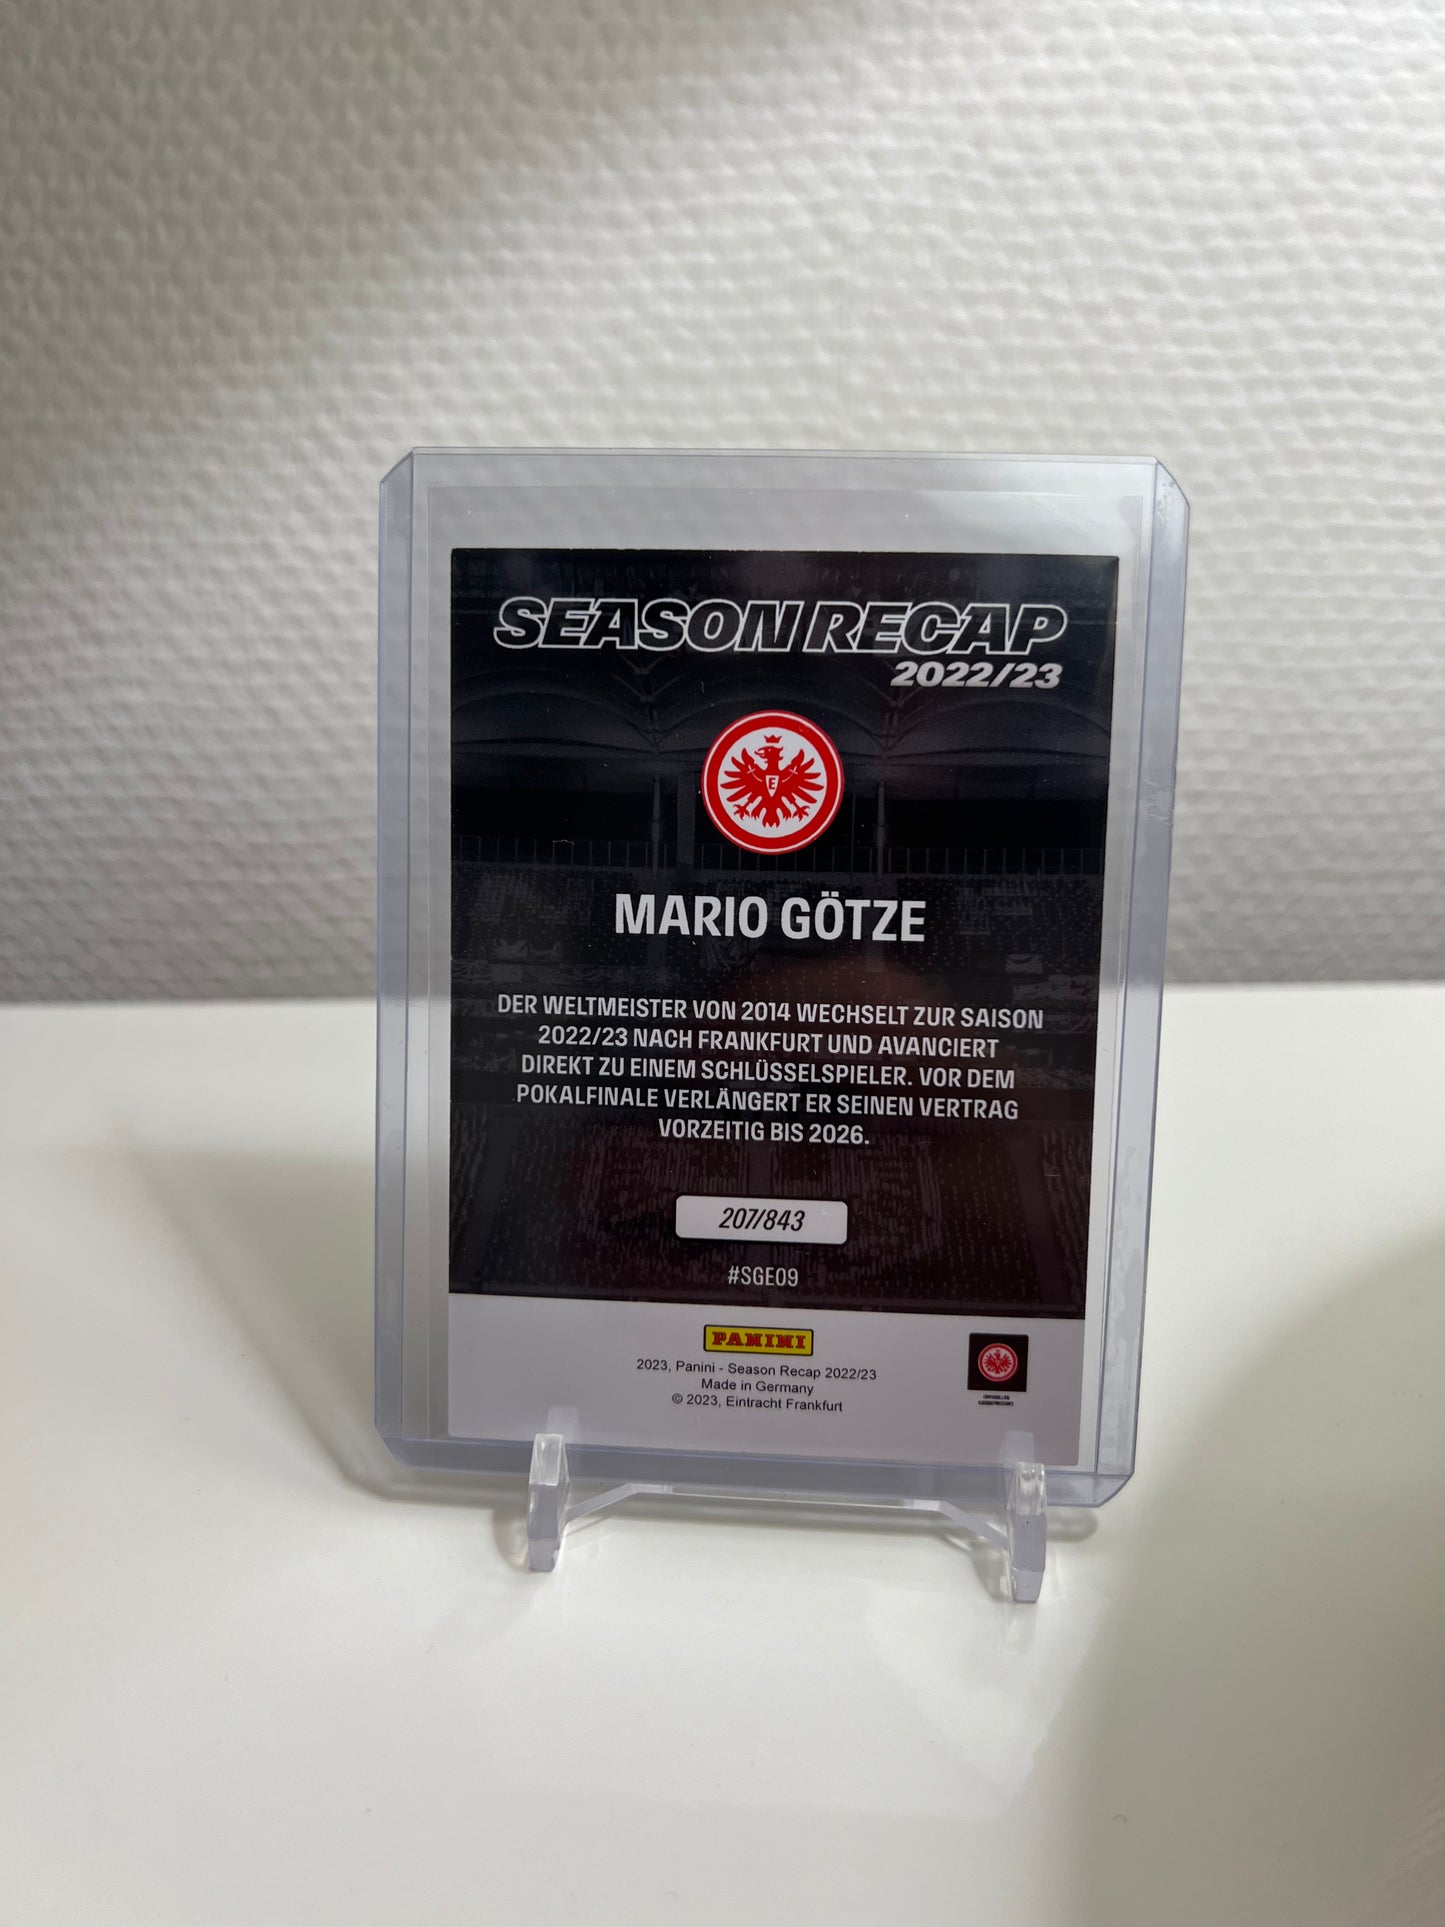 SEASON RECAP
2022/23
E
MARIO GÖTZE
DER WELTMEISTER VON 2014 WECHSELT ZUR SAISON
2022/23 NACH FRANKFURT UND AVANCIERT
DIREKT ZU EINEM SCHLÜSSELSPIELER. VOR DEM
POKALFINALE VERLÄNGERT ER SEINEN VERTRAG
VORZEITIG BIS 2026.
207/843
#SGE09
PANINI
2023, Panini - Season Recap 2022/23
Made in Germany
© 2023, Eintracht Frankfurt
OFFIZIELLES
LIZENZPRODUKT